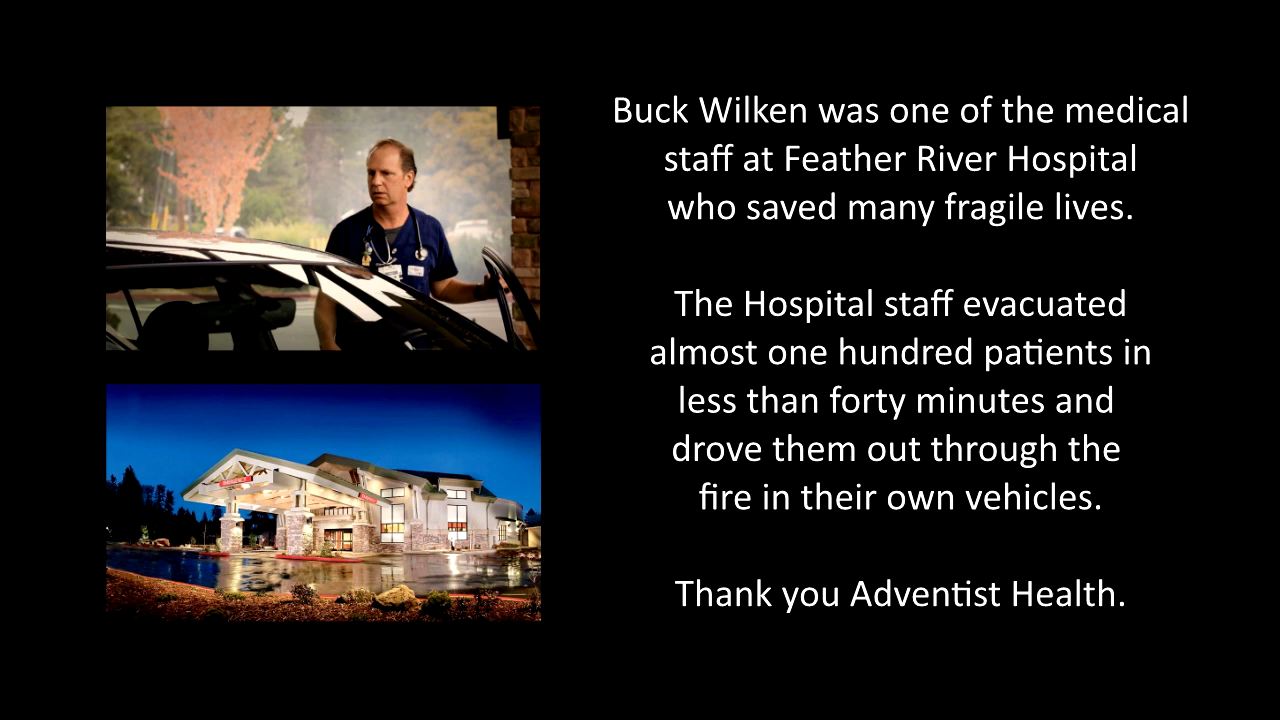 Buck Wilken was one of the medical
staff at Feather River Hospital
who saved many fragile lives.
The Hospital staff evacuated
almost one hundred patients in
less than forty minutes and
drove them out through the
fire in their own vehicles.
Thank you Adventist Health.
EMERGENCY